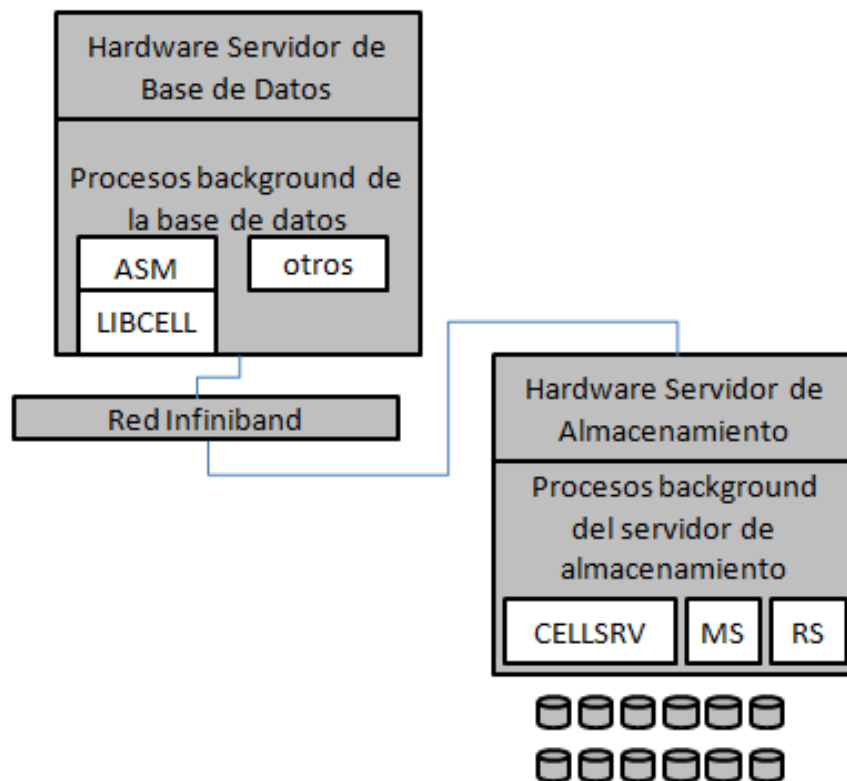 Hardware Servidor de
Base de Datos
Procesos background de
la base de datos
ASM
otros
LIBCELL
Red Infiniband
Hardware Servidor de
Almacenamiento
Procesos background
del servidor de
almacenamiento
CELLSRV
MS
RS